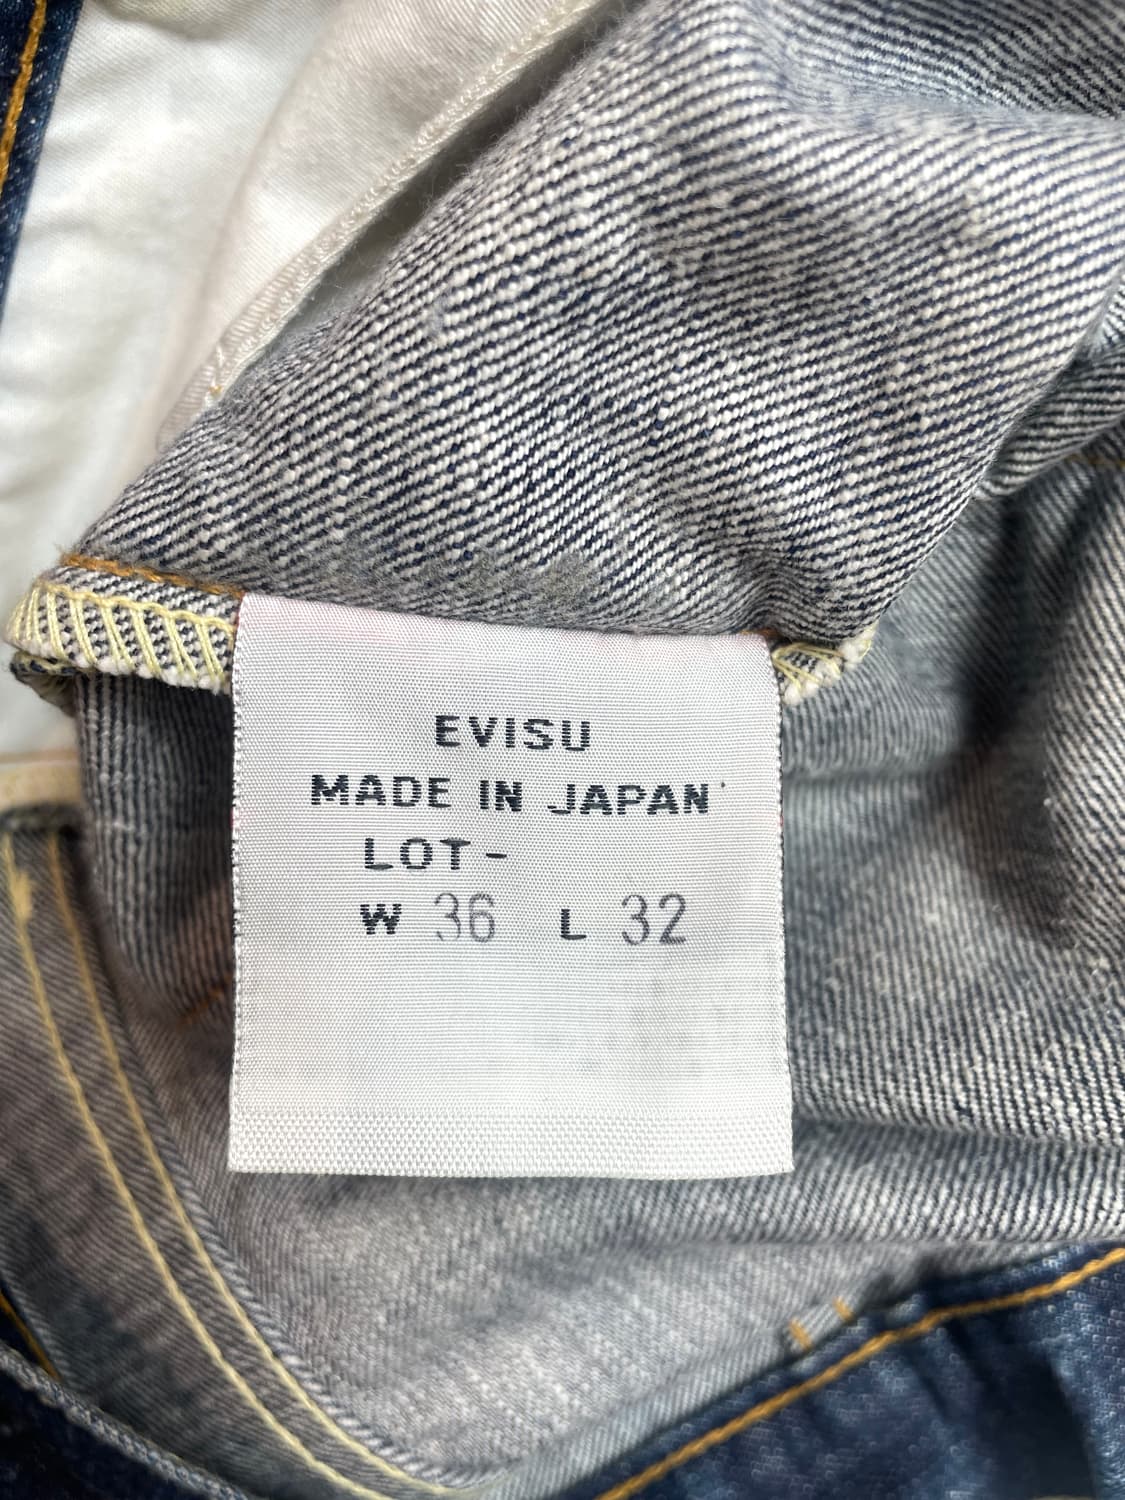 EVISU
MADE IN JAPAN
LOT-
W 36 L 32